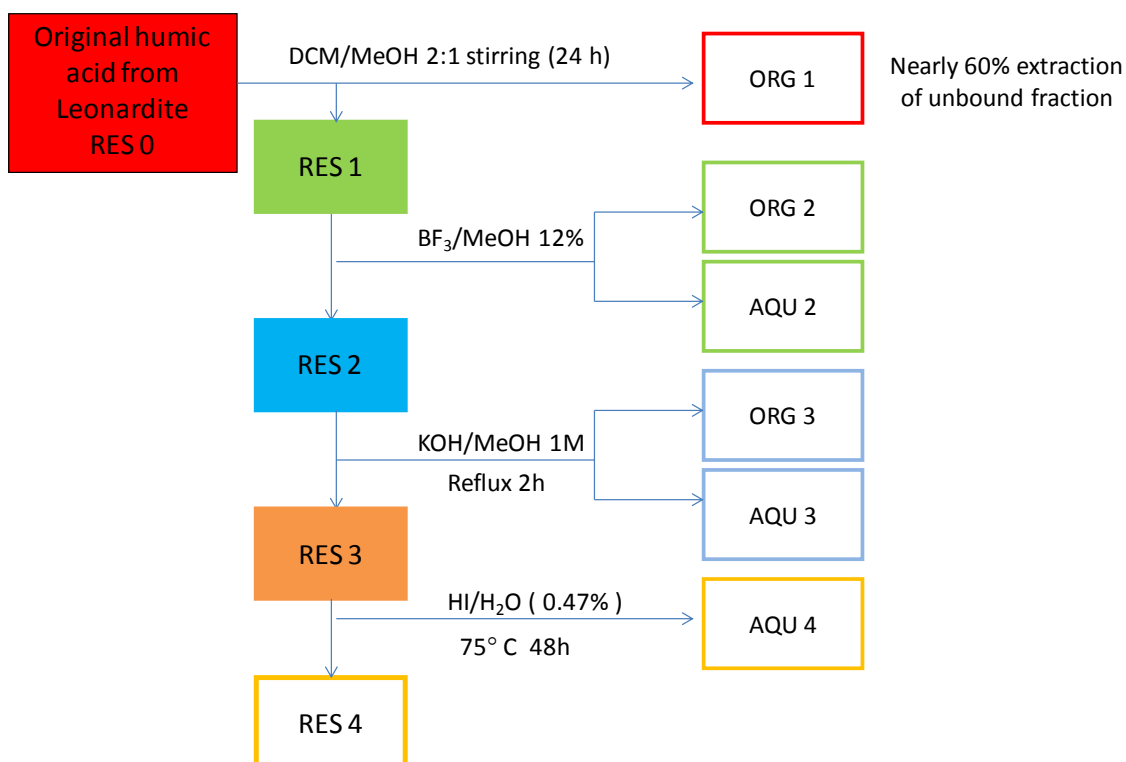 Original humic
acid from
Leonardite
RES 0
DCM/MeOH 2:1 stirring (24 h)
ORG 1
Nearly 60% extraction
of unbound fraction
RES 1
ORG 2
BF₃/MeOH 12%
AQU 2
RES 2
ORG 3
KOH/MeOH 1M
Reflux 2h
AQU 3
RES 3
HI/H₂O ( 0.47% )
75° C 48h
AQU 4
RES 4